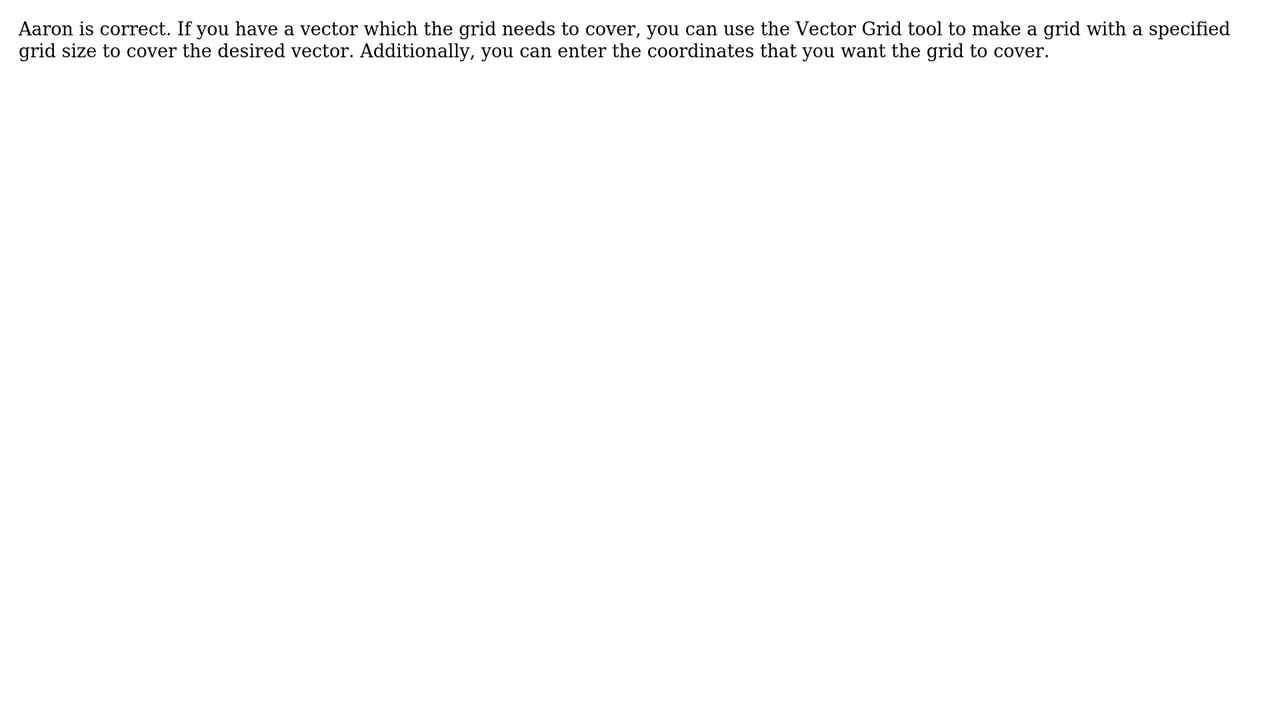 Aaron is correct. If you have a vector which the grid needs to cover, you can use the Vector Grid tool to make a grid with a specified
grid size to cover the desired vector. Additionally, you can enter the coordinates that you want the grid to cover.